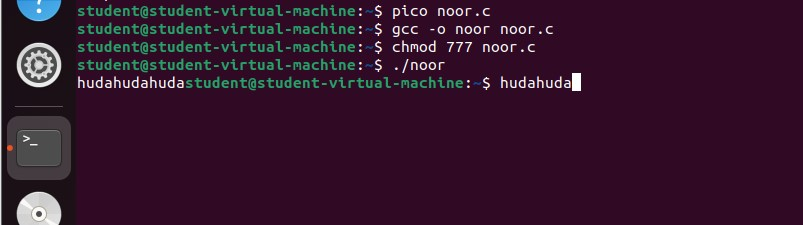 student@student-virtual-machine:~$ pico noor.c
student@student-virtual-machine:~$ gcc -o noor noor.c
student@student-virtual-machine:~$ chmod 777 noor.c
student@student-virtual-machine:~$ ./noor
hudahudahudastudent@student-virtual-machine:~$ hudahuda